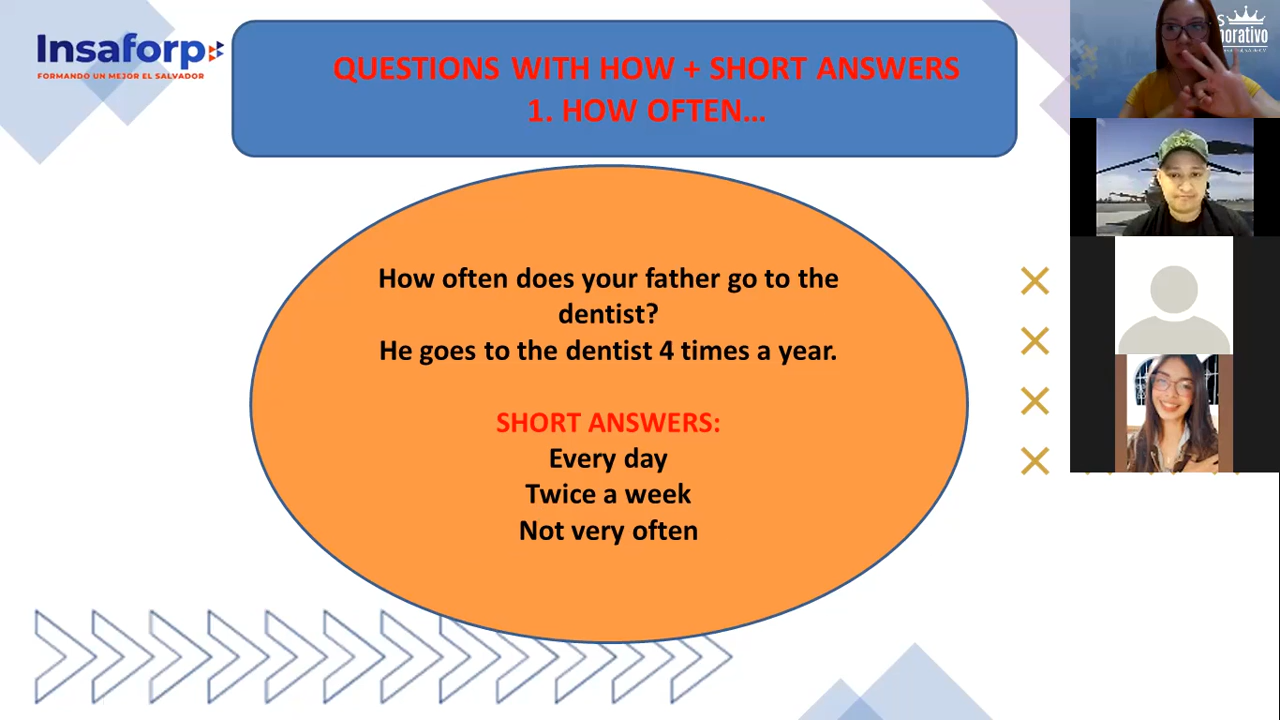 Insaforp
FORMANDO UN MEJOR EL SALVADOR
QUESTIONS WITH HOW + SHORT ANSWERS
1. HOW OFTEN...
How often does your father go to the
dentist?
He goes to the dentist 4 times a year.
SHORT ANSWERS:
Every day
Twice a week
Not very often